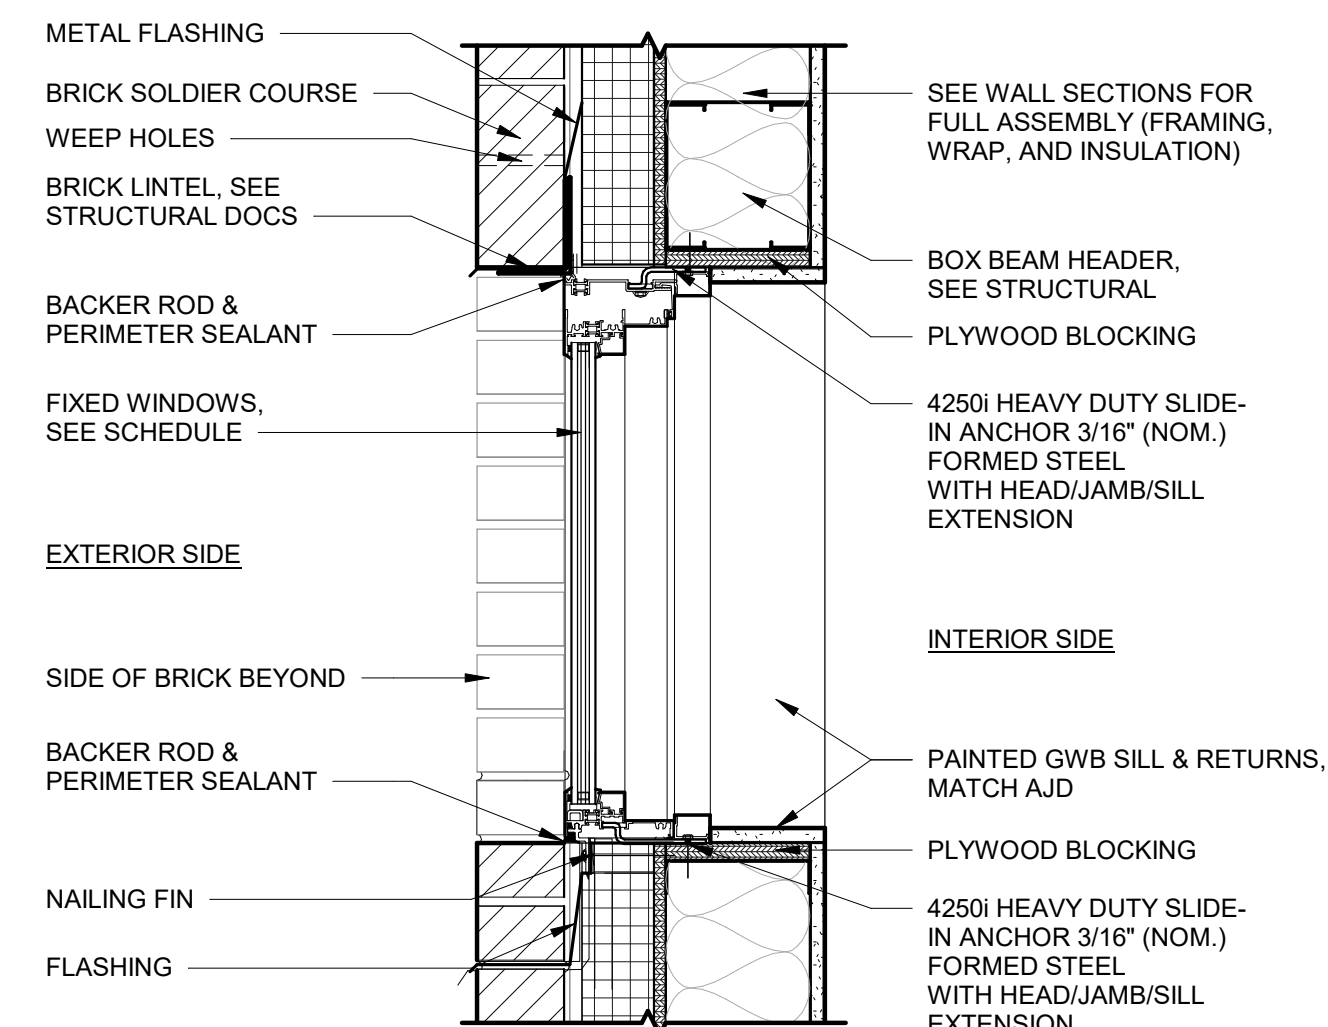 METAL FLASHING
BRICK SOLDIER COURSE
WEEP HOLES
BRICK LINTEL, SEE
STRUCTURAL DOCS
BACKER ROD &
PERIMETER SEALANT
FIXED WINDOWS,
SEE SCHEDULE
EXTERIOR SIDE
SIDE OF BRICK BEYOND
BACKER ROD &
PERIMETER SEALANT
NAILING FIN
FLASHING
SEE WALL SECTIONS FOR
FULL ASSEMBLY (FRAMING,
WRAP, AND INSULATION)
BOX BEAM HEADER,
SEE STRUCTURAL
PLYWOOD BLOCKING
4250i HEAVY DUTY SLIDE-
IN ANCHOR 3/16" (NOM.)
FORMED STEEL
WITH HEAD/JAMB/SILL
EXTENSION
INTERIOR SIDE
PAINTED GWB SILL & RETURNS,
MATCH AJD
PLYWOOD BLOCKING
4250i HEAVY DUTY SLIDE-
IN ANCHOR 3/16" (NOM.)
FORMED STEEL
WITH HEAD/JAMB/SILL
EXTENSION